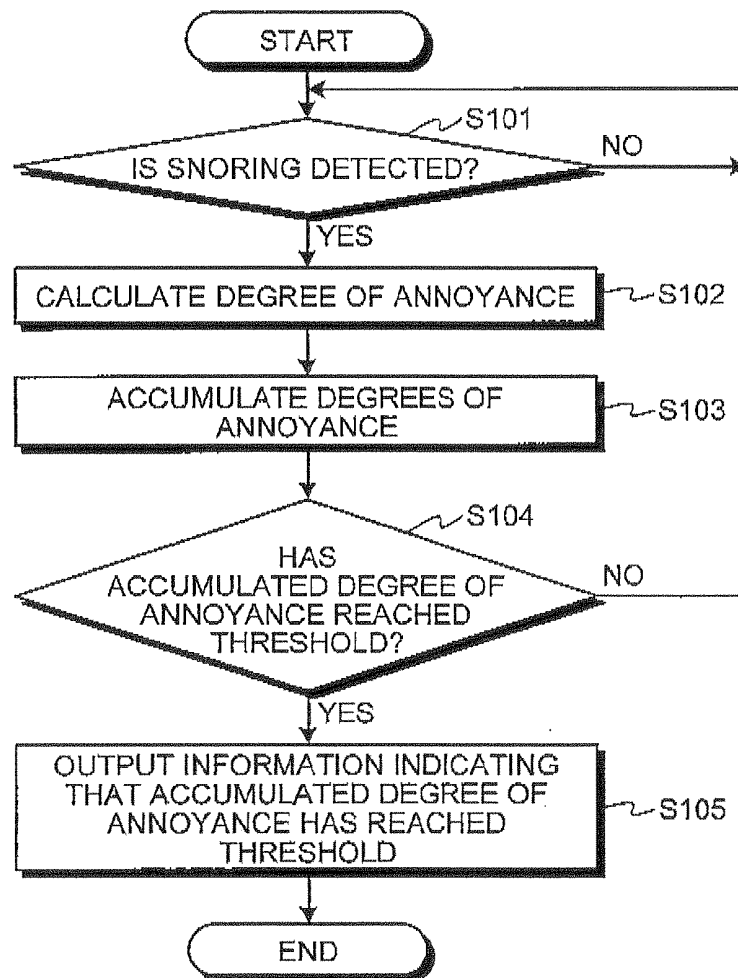 START
S101
IS SNORING DETECTED?
NO
YES
CALCULATE DEGREE OF ANNOYANCE
S102
ACCUMULATE DEGREES OF
ANNOYANCE
S103
S104
HAS
ACCUMULATED DEGREE OF
ANNOYANCE REACHED
THRESHOLD?
NO
YES
OUTPUT INFORMATION INDICATING
THAT ACCUMULATED DEGREE OF
ANNOYANCE HAS REACHED
THRESHOLD
S105
END